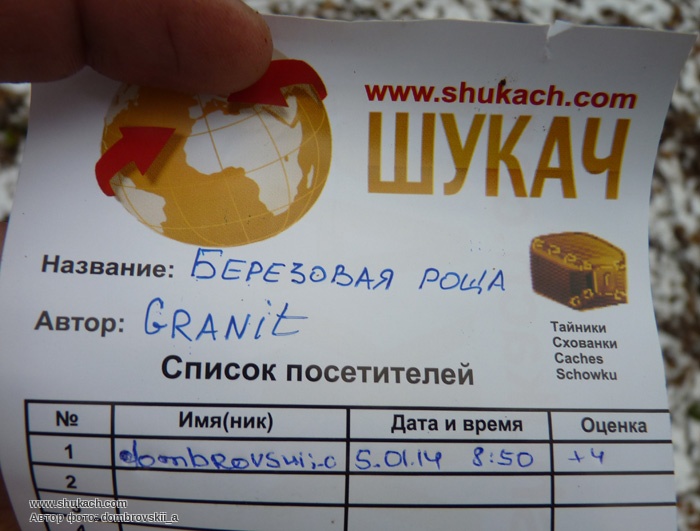 www.shukach.com
ШУКАЧ
Название: БЕРЕЗОВАЯ РОЩА
Автор: GRANit
Тайники
Схованки
Caches
Schowku
Список посетителей
№ Имя(ник) Дата и время Оценка
1 5.01.14 8:50 +4
2
www.shukach.com
Автор фото: dombrovskii_a